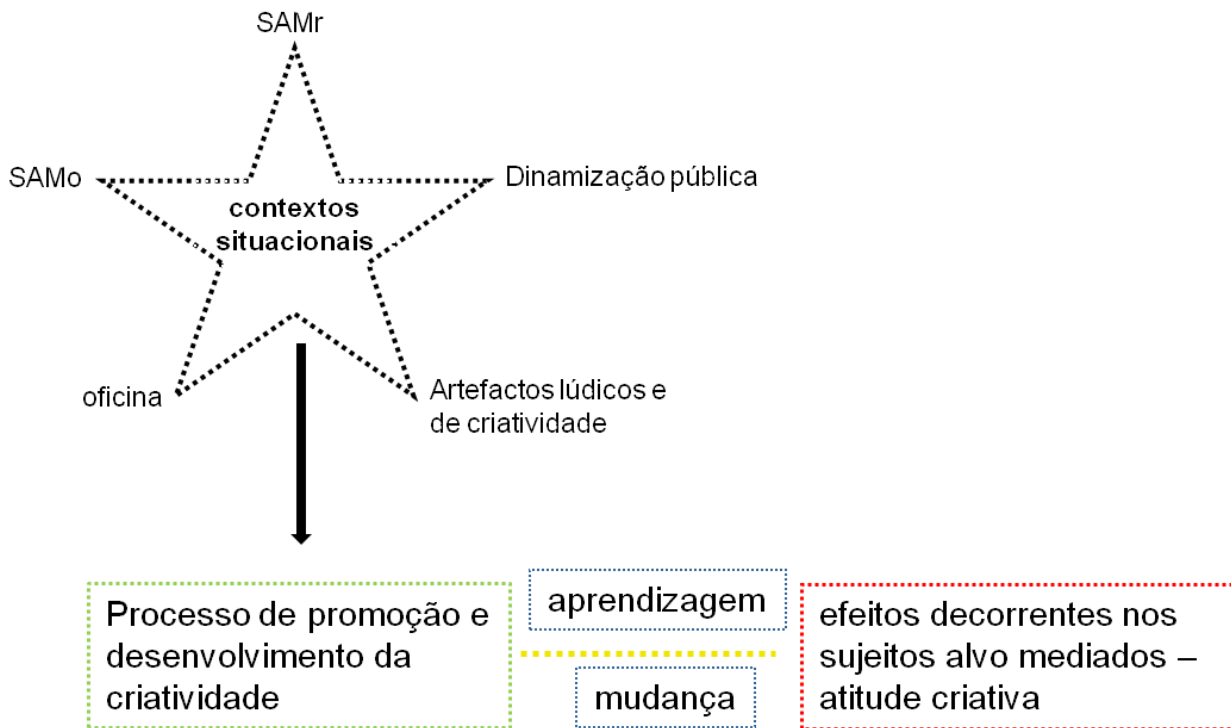 SAMr
SAMo
Dinamização pública
contextos
situacionais
oficina
Artefactos lúdicos e
de criatividade
Processo de promoção e
desenvolvimento da
criatividade
aprendizagem
mudança
efeitos decorrentes nos
sujeitos alvo mediados –
atitude criativa